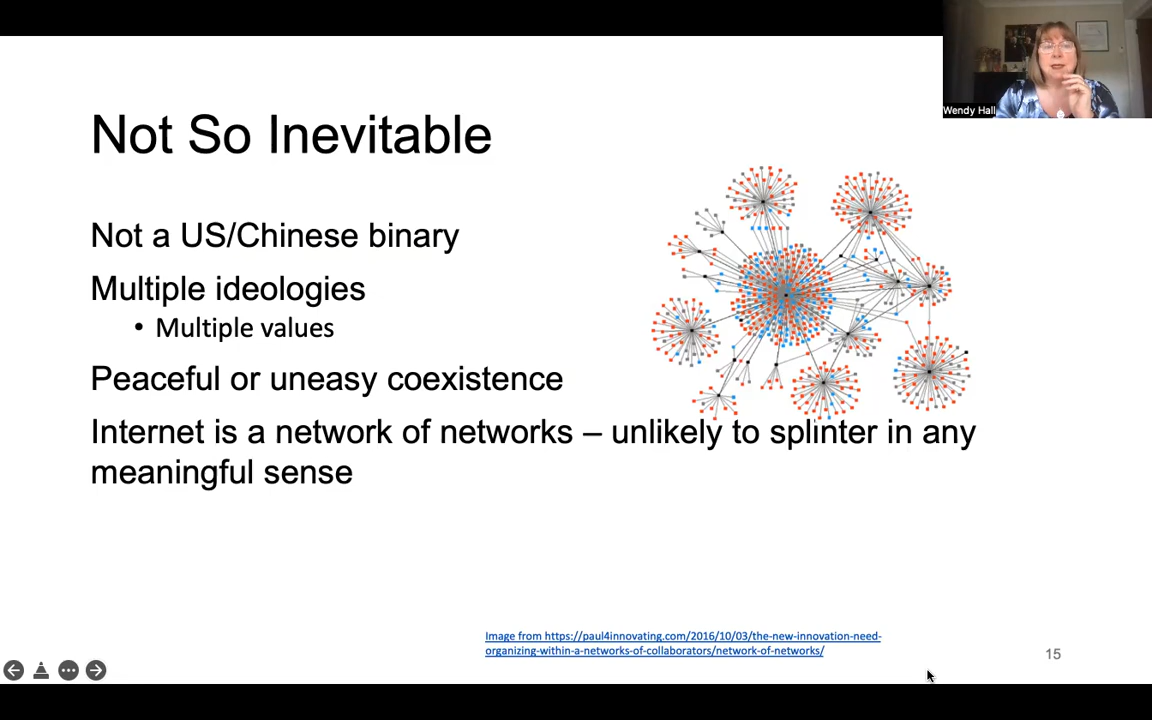 Wendy Hall
Not So Inevitable
Not a US/Chinese binary
Multiple ideologies
• Multiple values
Peaceful or uneasy coexistence
Internet is a network of networks – unlikely to splinter in any
meaningful sense
Image from https://paul4innovating.com/2016/10/03/the-new-innovation-need-
organizing-within-a-networks-of-collaborators/network-of-networks/
15